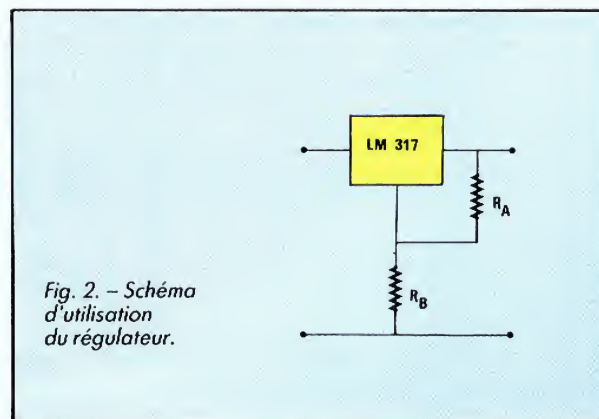 LM 317
R_A
R_B
Fig. 2. – Schéma
d'utilisation
du régulateur.